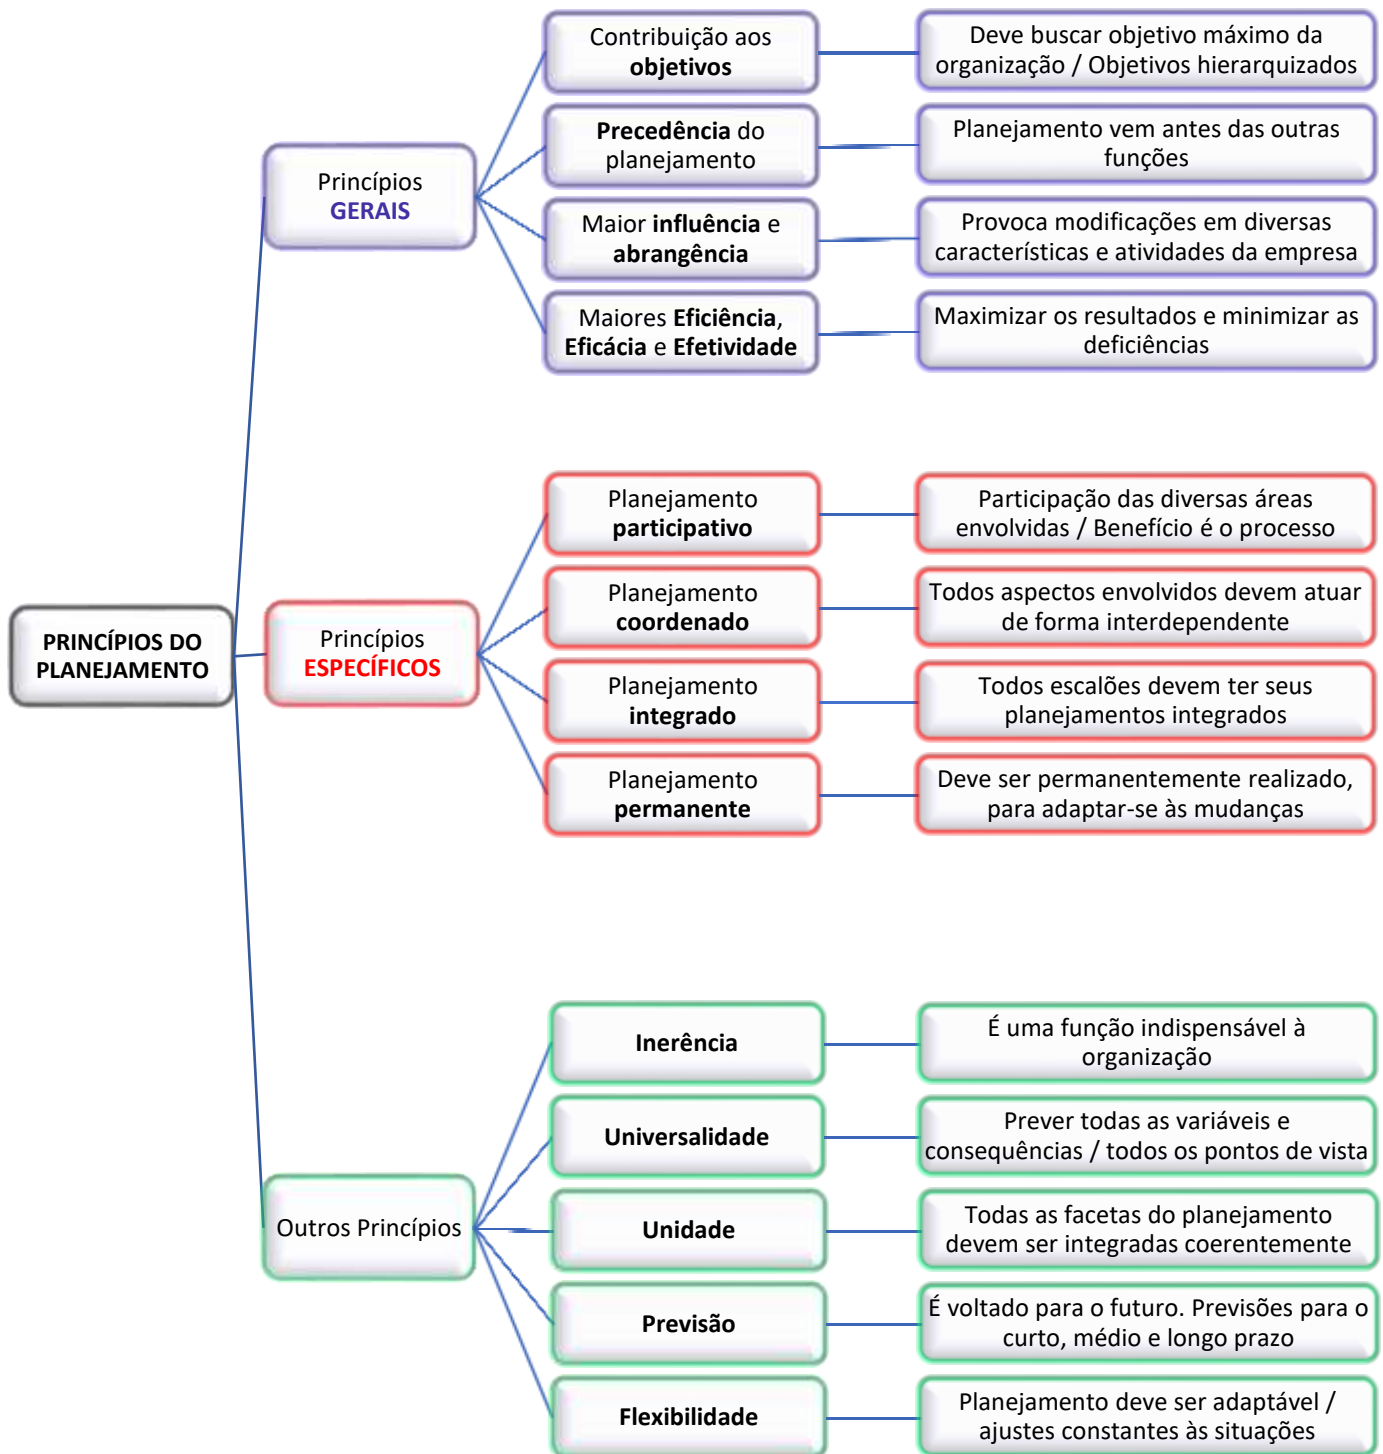 PRINCÍPIOS DO
PLANEJAMENTO
Princípios
GERAIS
Contribuição aos
objetivos
Deve buscar objetivo máximo da
organização / Objetivos hierarquizados
Precedência do
planejamento
Planejamento vem antes das outras
funções
Maior influência e
abrangência
Provoca modificações em diversas
características e atividades da empresa
Maiores Eficiência,
Eficácia e Efetividade
Maximizar os resultados e minimizar as
deficiências
Princípios
ESPECÍFICOS
Planejamento
participativo
Participação das diversas áreas
envolvidas / Benefício é o processo
Planejamento
coordenado
Todos aspectos envolvidos devem atuar
de forma interdependente
Planejamento
integrado
Todos escalões devem ter seus
planejamentos integrados
Planejamento
permanente
Deve ser permanentemente realizado,
para adaptar-se às mudanças
Outros Princípios
Inerência
É uma função indispensável à
organização
Universalidade
Prever todas as variáveis e
consequências / todos os pontos de vista
Unidade
Todas as facetas do planejamento
devem ser integradas coerentemente
Previsão
É voltado para o futuro. Previsões para o
curto, médio e longo prazo
Flexibilidade
Planejamento deve ser adaptável /
ajustes constantes às situações